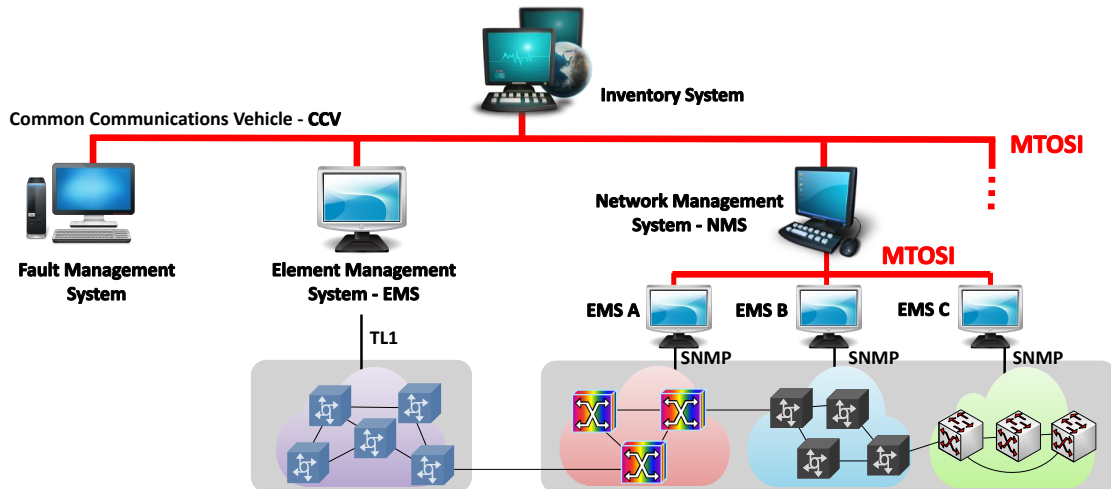 Inventory System
Common Communications Vehicle - CCV
MTOSI
Network Management
System - NMS
Fault Management
System
Element Management
System - EMS
MTOSI
EMS A
EMS B
EMS C
TL1
SNMP
SNMP
SNMP